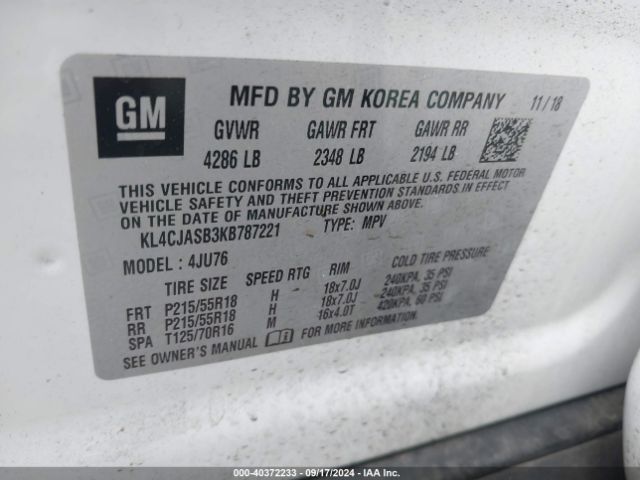 GM
MFD BY GM KOREA COMPANY 11/18
GVWR GAWR FRT GAWR RR
4286 LB 2348 LB 2194 LB
THIS VEHICLE CONFORMS TO ALL APPLICABLE U.S. FEDERAL MOTOR
VEHICLE SAFETY AND THEFT PREVENTION STANDARDS IN EFFECT
ON THE DATE OF MANUFACTURE SHOWN ABOVE.
KL4CJASB3KB787221 TYPE: MPV
MODEL : 4JU76
TIRE SIZE SPEED RTG RIM COLD TIRE PRESSURE
FRT P215/55R18 H 18x7.0J 240KPA, 35 PSI
RR P215/55R18 H 18x7.0J 240KPA, 35 PSI
SPA T125/70R16 M 16x4.0T 420KPA, 60 PSI
SEE OWNER'S MANUAL FOR MORE INFORMATION.
000-40372233 - 09/17/2024 - IAA Inc.